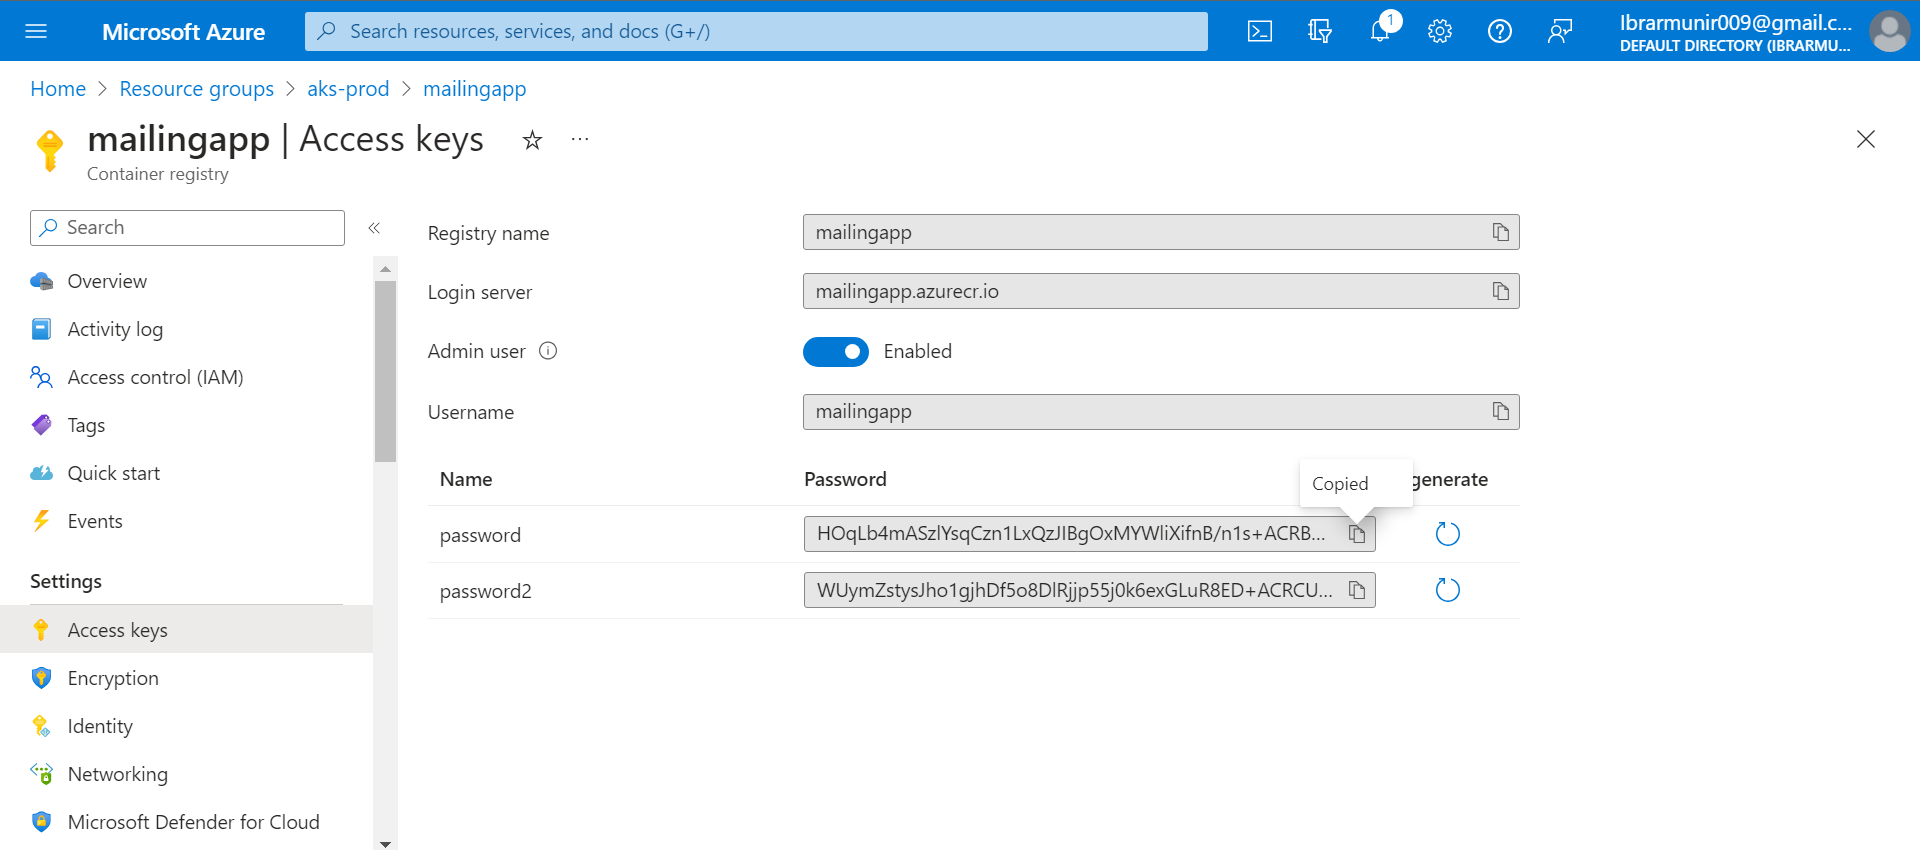 Microsoft Azure
Search resources, services, and docs (G+/)
1
Ibrarmunir009@gmail.c...
DEFAULT DIRECTORY (IBRARMU...
Home > Resource groups > aks-prod > mailingapp
mailingapp | Access keys
...
Container registry
Search
Overview
Activity log
Access control (IAM)
Tags
Quick start
Events
Settings
Access keys
Encryption
Identity
Networking
Microsoft Defender for Cloud
Registry name
mailingapp
Login server
mailingapp.azurecr.io
Admin user
Enabled
Username
mailingapp
Name
Password
Copied
generate
password
HOqLb4mASzlYsqCzn1LxQzJIBgOxMYWliXifnB/n1s+ACRB...
password2
WUymZstysJho1gjhDf5o8DlRjjp55j0k6exGLuR8ED+ACRCU...